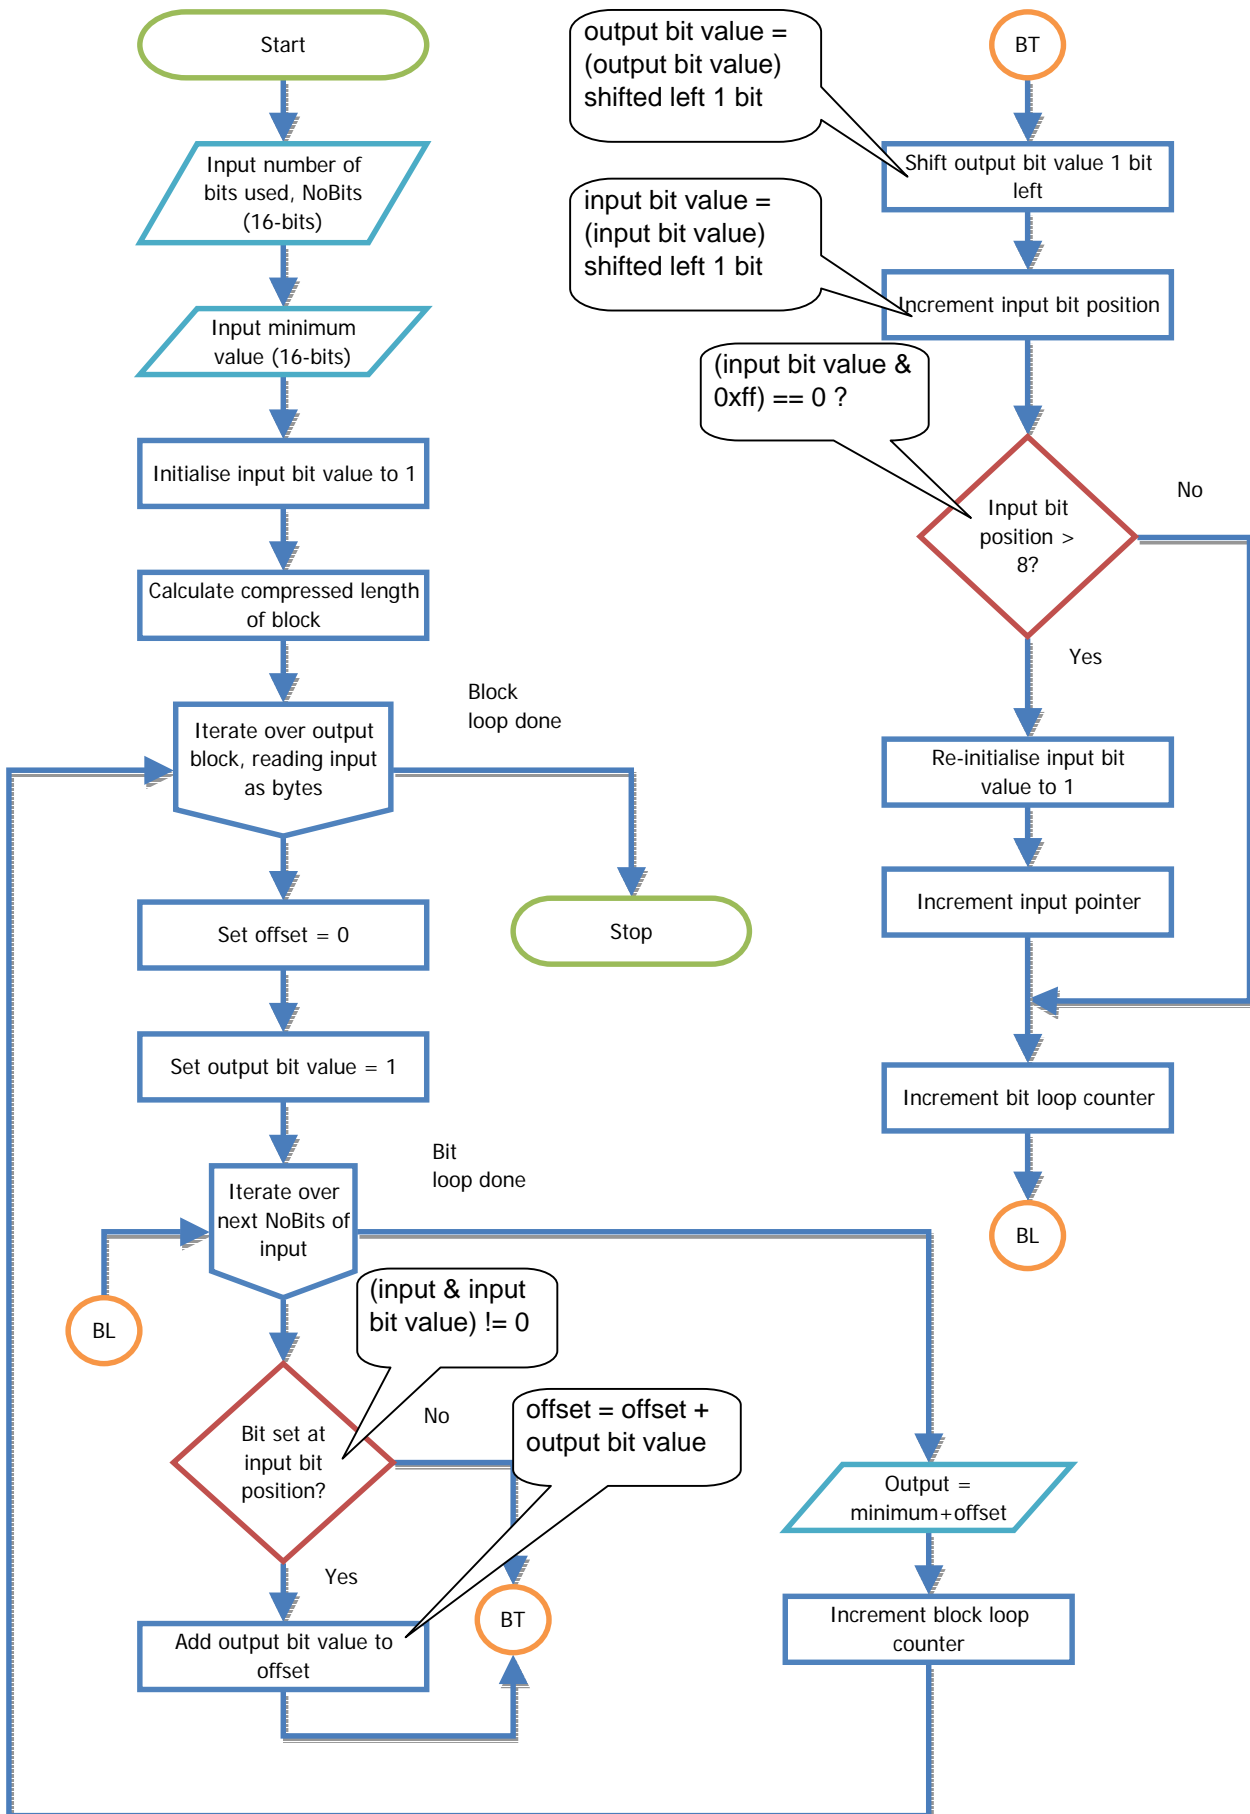 Start
Input number of
bits used, NoBits
(16-bits)
Input minimum
value (16-bits)
Initialise input bit value to 1
Calculate compressed length
of block
Block
loop done
Iterate over output
block, reading input
as bytes
Stop
Set offset = 0
Set output bit value = 1
Bit
loop done
Iterate over
next NoBits of
input
BL
(input & input
bit value) != 0
Bit set at
input bit
position?
No
Yes
offset = offset +
output bit value
Add output bit value to
offset
BT
Output =
minimum+offset
Increment block loop
counter
BT
output bit value =
(output bit value)
shifted left 1 bit
Shift output bit value 1 bit
left
input bit value =
(input bit value)
shifted left 1 bit
Increment input bit position
(input bit value &
0xff) == 0 ?
Input bit
position >
8?
No
Yes
Re-initialise input bit
value to 1
Increment input pointer
Increment bit loop counter
BL